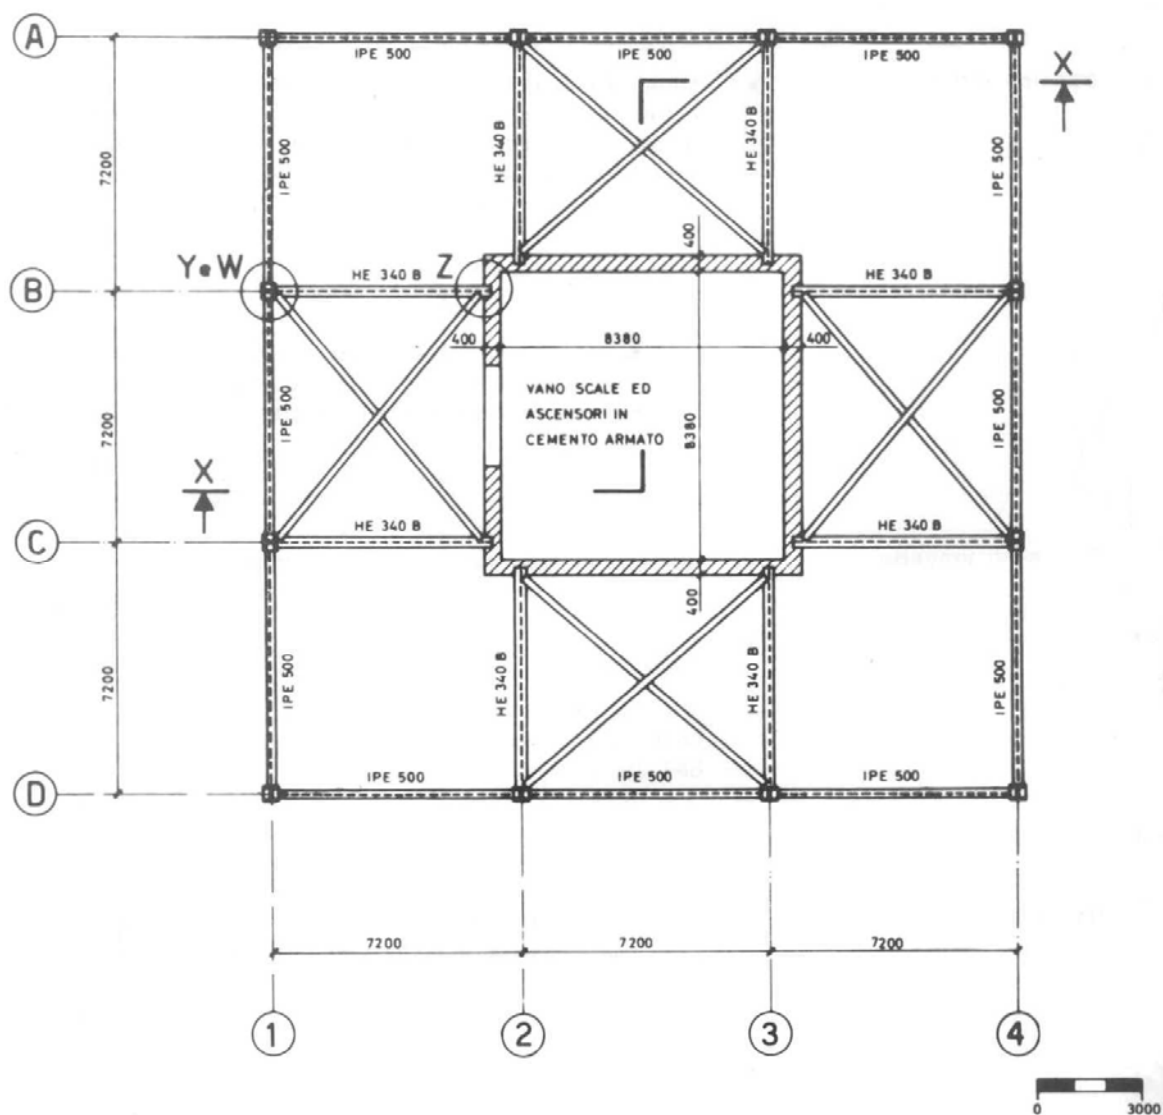 A
IPE 500
IPE 500
IPE 500
X
7200
IPE 500
HE 340 B
HE 340 B
IPE 500
400
Y e W
Z
B
HE 340 B
HE 340 B
400
8380
400
7200
IPE 500
VANO SCALE ED
ASCENSORI IN
CEMENTO ARMATO
8380
IPE 500
X
C
HE 340 B
HE 340 B
400
7200
IPE 500
HE 340 B
HE 340 B
IPE 500
D
IPE 500
IPE 500
IPE 500
7200
7200
7200
1
2
3
4
0
3000